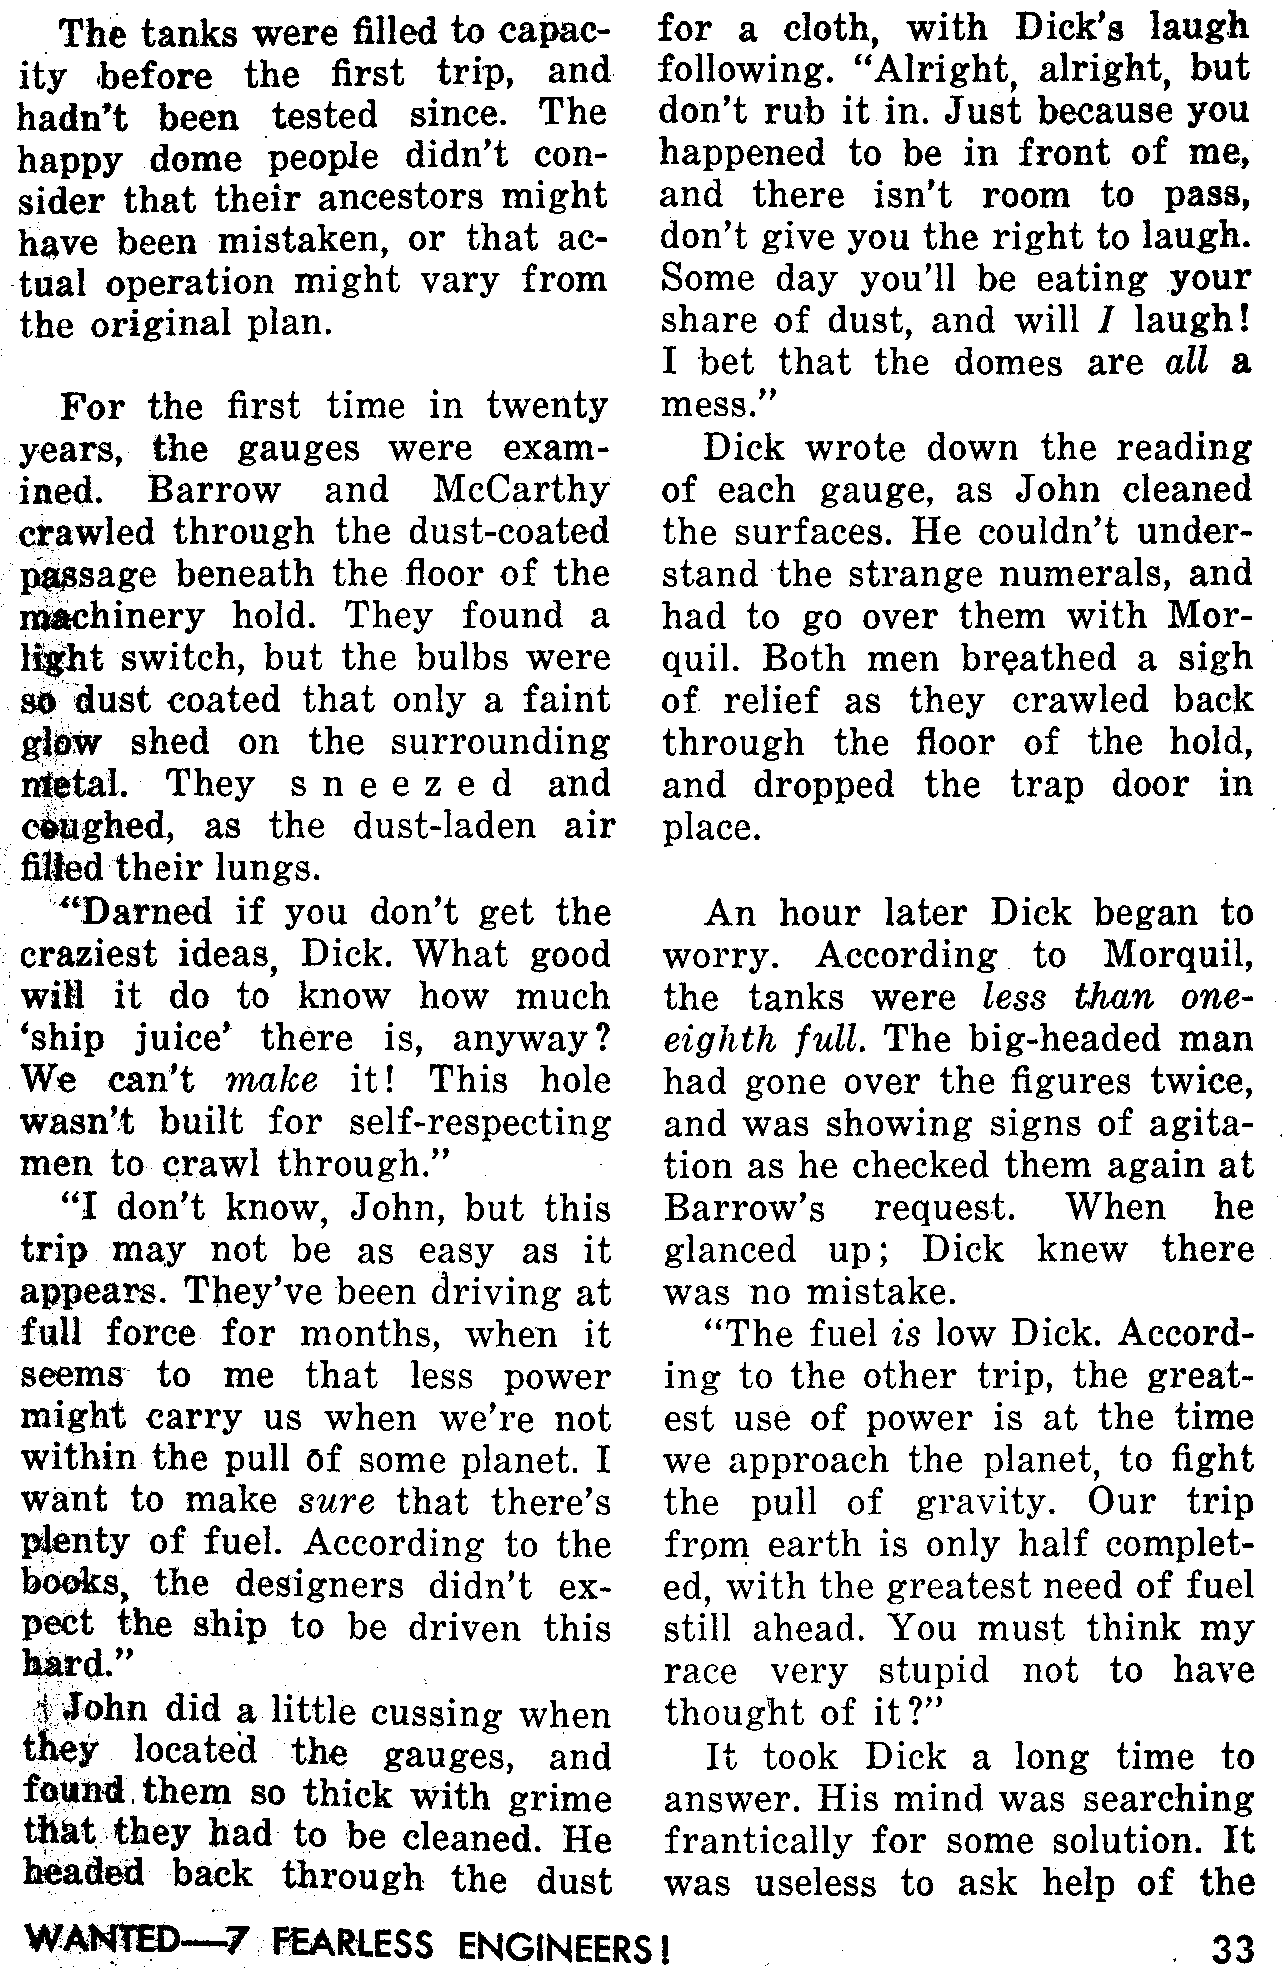 The tanks were filled to capac-
ity before the first trip, and
hadn't been tested since. The
happy dome people didn't con-
sider that their ancestors might
have been mistaken, or that ac-
tual operation might vary from
the original plan.
For the first time in twenty
years, the gauges were exam-
ined. Barrow and McCarthy
crawled through the dust-coated
passage beneath the floor of the
machinery hold. They found a
light switch, but the bulbs were
so dust coated that only a faint
glow shed on the surrounding
metal. They sneezed and
coughed, as the dust-laden air
filled their lungs.
"Darned if you don't get the
craziest ideas, Dick. What good
will it do to know how much
'ship juice' there is, anyway?
We can't make it! This hole
wasn't built for self-respecting
men to crawl through."
"I don't know, John, but this
trip may not be as easy as it
appears. They've been driving at
full force for months, when it
seems to me that less power
might carry us when we're not
within the pull of some planet. I
want to make sure that there's
plenty of fuel. According to the
books, the designers didn't ex-
pect the ship to be driven this
hard."
John did a little cussing when
they located the gauges, and
found them so thick with grime
that they had to be cleaned. He
headed back through the dust
for a cloth, with Dick's laugh
following. "Alright, alright, but
don't rub it in. Just because you
happened to be in front of me,
and there isn't room to pass,
don't give you the right to laugh.
Some day you'll be eating your
share of dust, and will I laugh!
I bet that the domes are all a
mess."
Dick wrote down the reading
of each gauge, as John cleaned
the surfaces. He couldn't under-
stand the strange numerals, and
had to go over them with Mor-
quil. Both men breathed a sigh
of relief as they crawled back
through the floor of the hold,
and dropped the trap door in
place.
An hour later Dick began to
worry. According to Morquil,
the tanks were less than one-
eighth full. The big-headed man
had gone over the figures twice,
and was showing signs of agita-
tion as he checked them again at
Barrow's request. When he
glanced up; Dick knew there
was no mistake.
"The fuel is low Dick. Accord-
ing to the other trip, the great-
est use of power is at the time
we approach the planet, to fight
the pull of gravity. Our trip
from earth is only half complet-
ed, with the greatest need of fuel
still ahead. You must think my
race very stupid not to have
thought of it?"
It took Dick a long time to
answer. His mind was searching
frantically for some solution. It
was useless to ask help of the
WANTED—7 FEARLESS ENGINEERS!
33